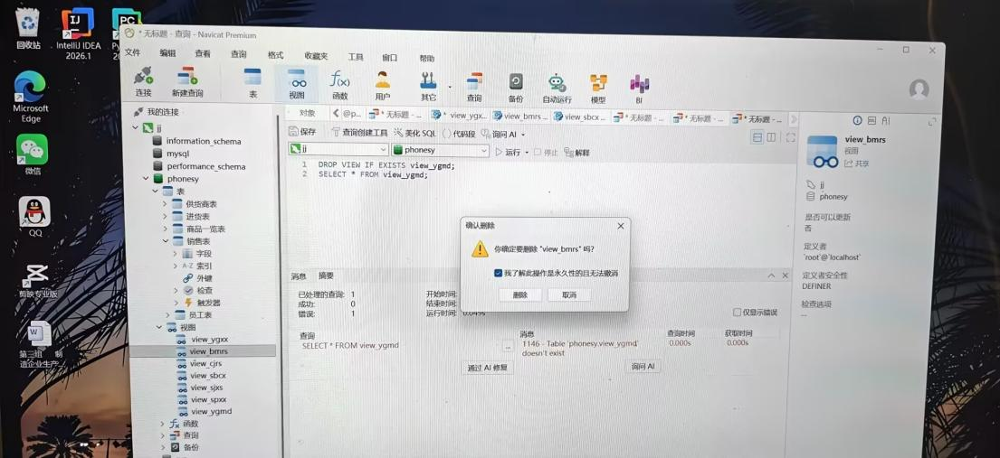 回收站
IntelliJ IDEA
2026.1
PC
Microsoft
Edge
微信
QQ
剪映专业版
* 无标题 - 查询 - Navicat Premium
文件 编辑 查看 查询 格式 收藏夹 工具 窗口 帮助
连接 新建查询 表 视图 函数 用户 其它 查询 备份 自动运行 模型 BI
我的连接
jj
information_schema
mysql
performance_schema
phonesy
表
供货商表
进货表
商品一览表
销售表
字段
索引
外键
检查
触发器
员工表
视图
view_ygxx
view_bmrs
view_cjrs
view_sbcx
view_sjxs
view_spxx
view_ygmd
函数
查询
备份
对象 @p... * 无标题 - ... * view_ygx... view_bmrs ... view_sbcx ... * 无标题 - ... * 无标题 - ... * 无标题 - ...
保存 查询创建工具 美化 SQL () 代码段 询问 AI
jj phonesy 运行 停止 解释
1 DROP VIEW IF EXISTS view_ygmd;
2 SELECT * FROM view_ygmd;
确认删除
你确定要删除 "view_bmrs" 吗?
我了解此操作是永久性的且无法撤消
删除 取消
消息 摘要
已处理的查询: 1 开始时间:
成功: 0 结束时间:
错误: 1 运行时间: 0.049s
仅显示错误
查询 消息 查询时间 获取时间
SELECT * FROM view_ygmd ... 1146 - Table 'phonesy.view_ygmd' 0.000s 0.000s
doesn't exist
通过 AI 修复 询问 AI
AI
view_bmrs
视图
共享
jj
phonesy
是否可以更新
否
定义者
`root`@`localhost`
定义者安全性
DEFINER
检查选项
--